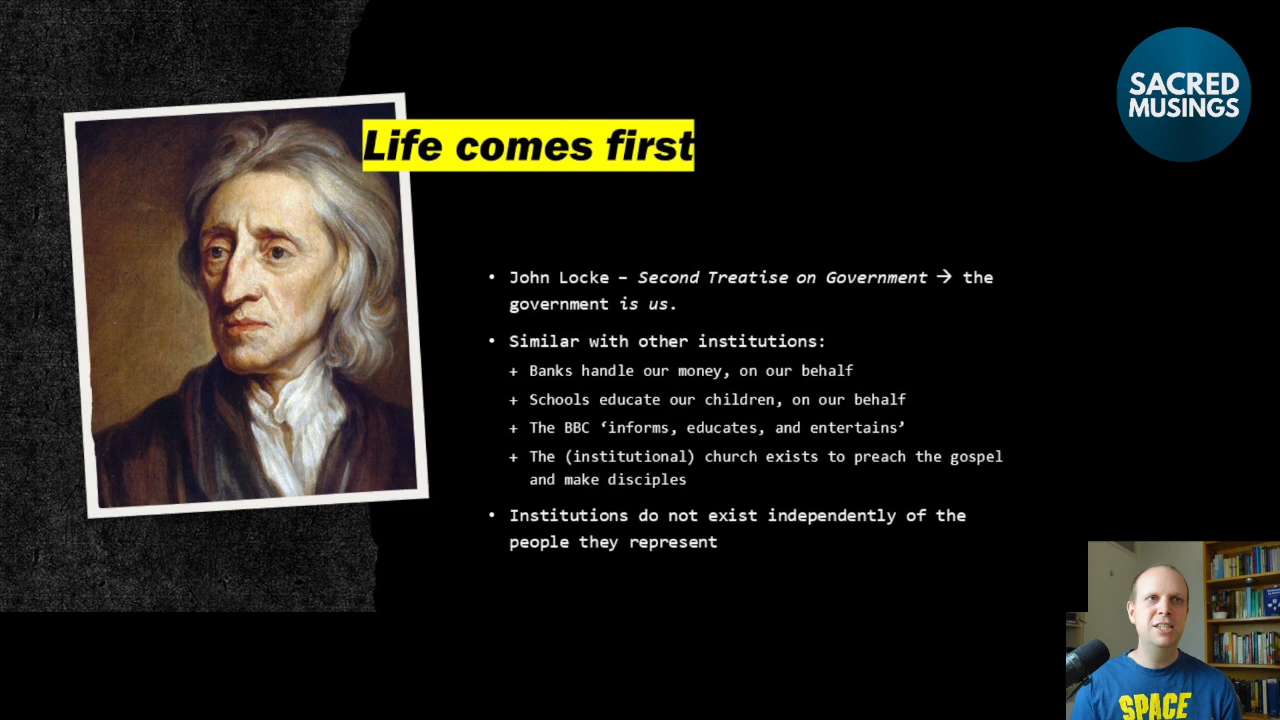 SACRED
MUSINGS
Life comes first
• John Locke – Second Treatise on Government → the
government is us.
• Similar with other institutions:
+ Banks handle our money, on our behalf
+ Schools educate our children, on our behalf
+ The BBC ‘informs, educates, and entertains’
+ The (institutional) church exists to preach the gospel
and make disciples
• Institutions do not exist independently of the
people they represent
SPACE